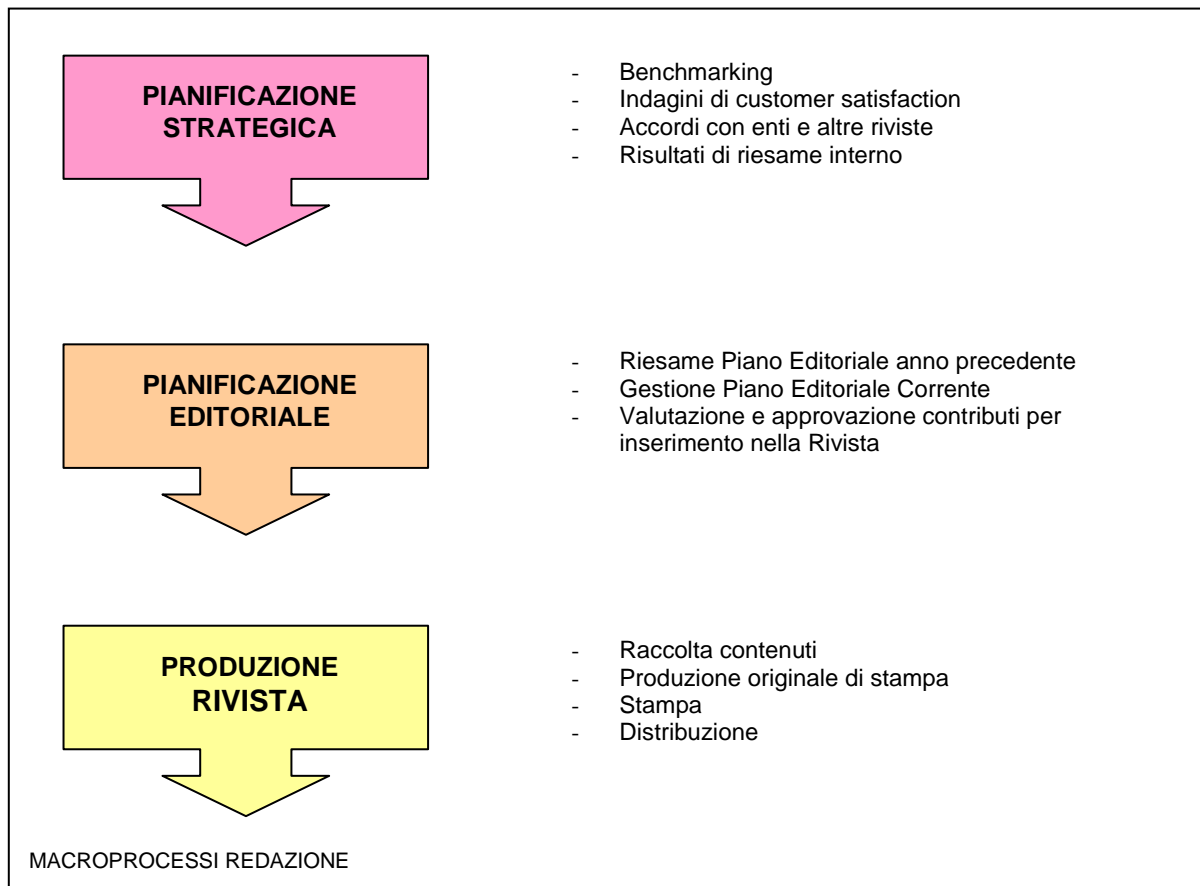 PIANIFICAZIONE
STRATEGICA
- Benchmarking
- Indagini di customer satisfaction
- Accordi con enti e altre riviste
- Risultati di riesame interno
PIANIFICAZIONE
EDITORIALE
- Riesame Piano Editoriale anno precedente
- Gestione Piano Editoriale Corrente
- Valutazione e approvazione contributi per
inserimento nella Rivista
PRODUZIONE
RIVISTA
- Raccolta contenuti
- Produzione originale di stampa
- Stampa
- Distribuzione
MACROPROCESSI REDAZIONE